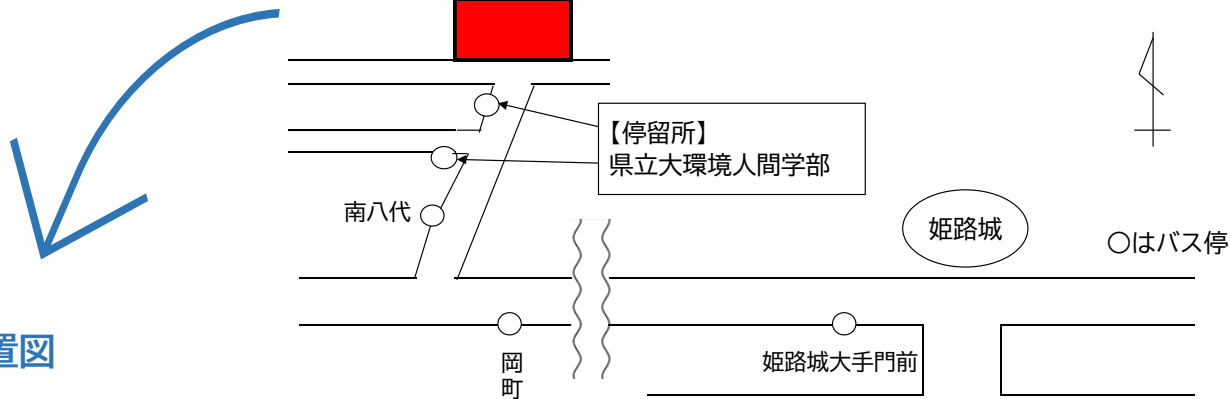 【停留所】
県立大環境人間学部
南八代
姫路城
〇はバス停
置図
岡町
姫路城大手門前